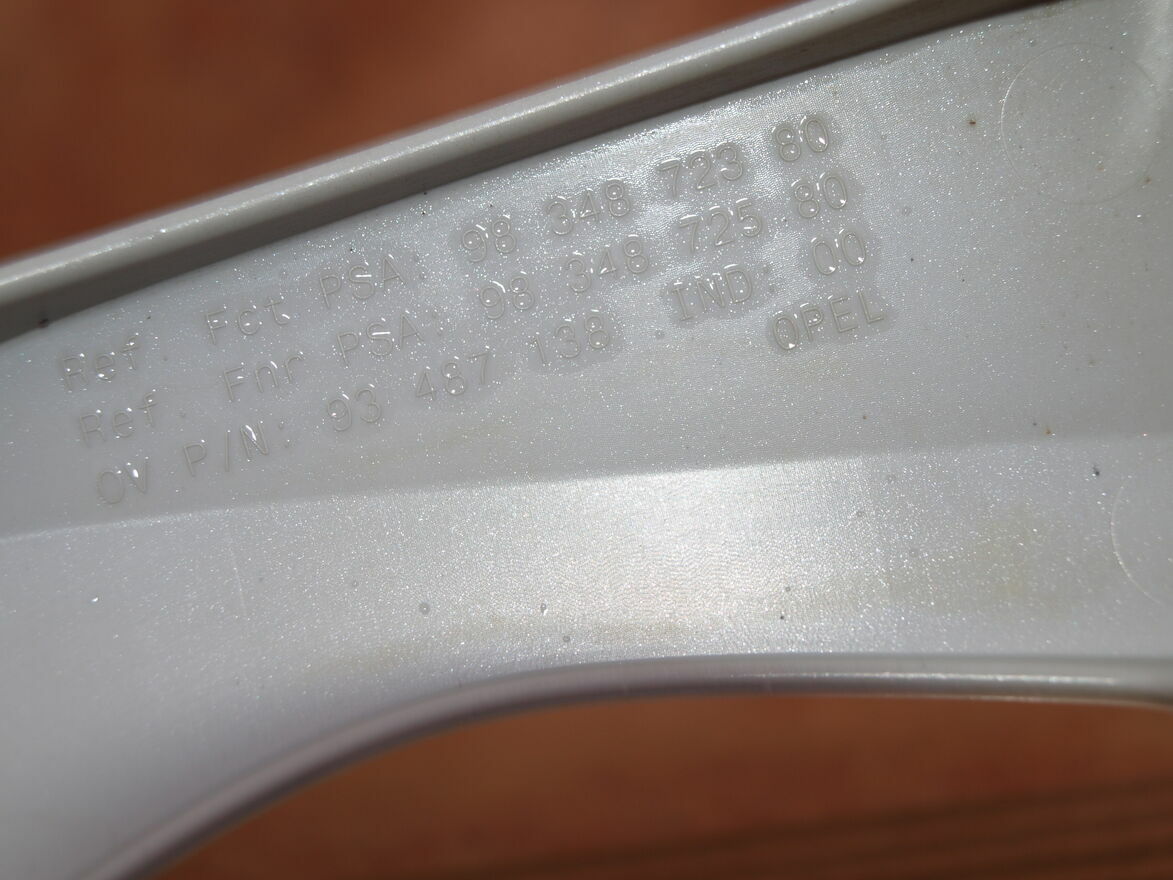 Ref. Fct PSA: 98 348 723 80
Ref. Fnr PSA: 98 348 725 80
OV P/N: 93 487 138 IND: 00
OPEL